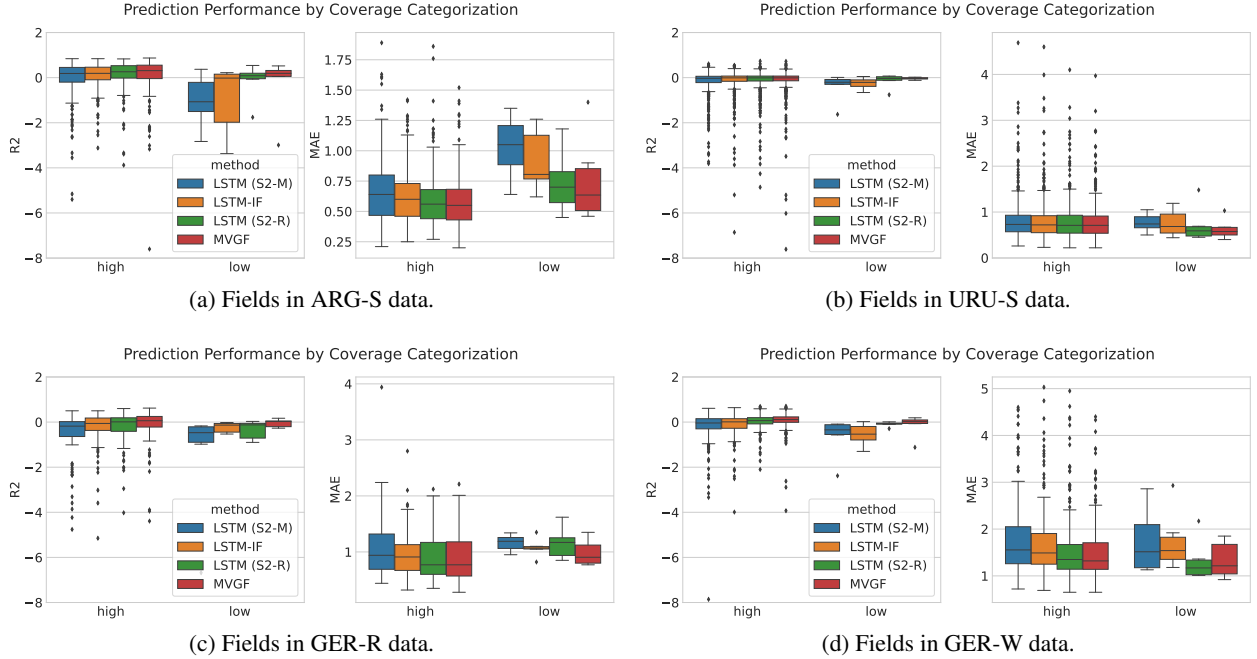 Prediction Performance by Coverage Categorization
R2
2
0
−2
−4
−6
−8
high
low
method
LSTM (S2-M)
LSTM-IF
LSTM (S2-R)
MVGF
MAE
1.75
1.50
1.25
1.00
0.75
0.50
0.25
high
low
(a) Fields in ARG-S data.
Prediction Performance by Coverage Categorization
R2
2
0
−2
−4
−6
−8
high
low
method
LSTM (S2-M)
LSTM-IF
LSTM (S2-R)
MVGF
MAE
4
3
2
1
0
high
low
(b) Fields in URU-S data.
Prediction Performance by Coverage Categorization
R2
2
0
−2
−4
−6
−8
high
low
method
LSTM (S2-M)
LSTM-IF
LSTM (S2-R)
MVGF
MAE
4
3
2
1
high
low
(c) Fields in GER-R data.
Prediction Performance by Coverage Categorization
R2
2
0
−2
−4
−6
−8
high
low
method
LSTM (S2-M)
LSTM-IF
LSTM (S2-R)
MVGF
MAE
5
4
3
2
1
high
low
(d) Fields in GER-W data.